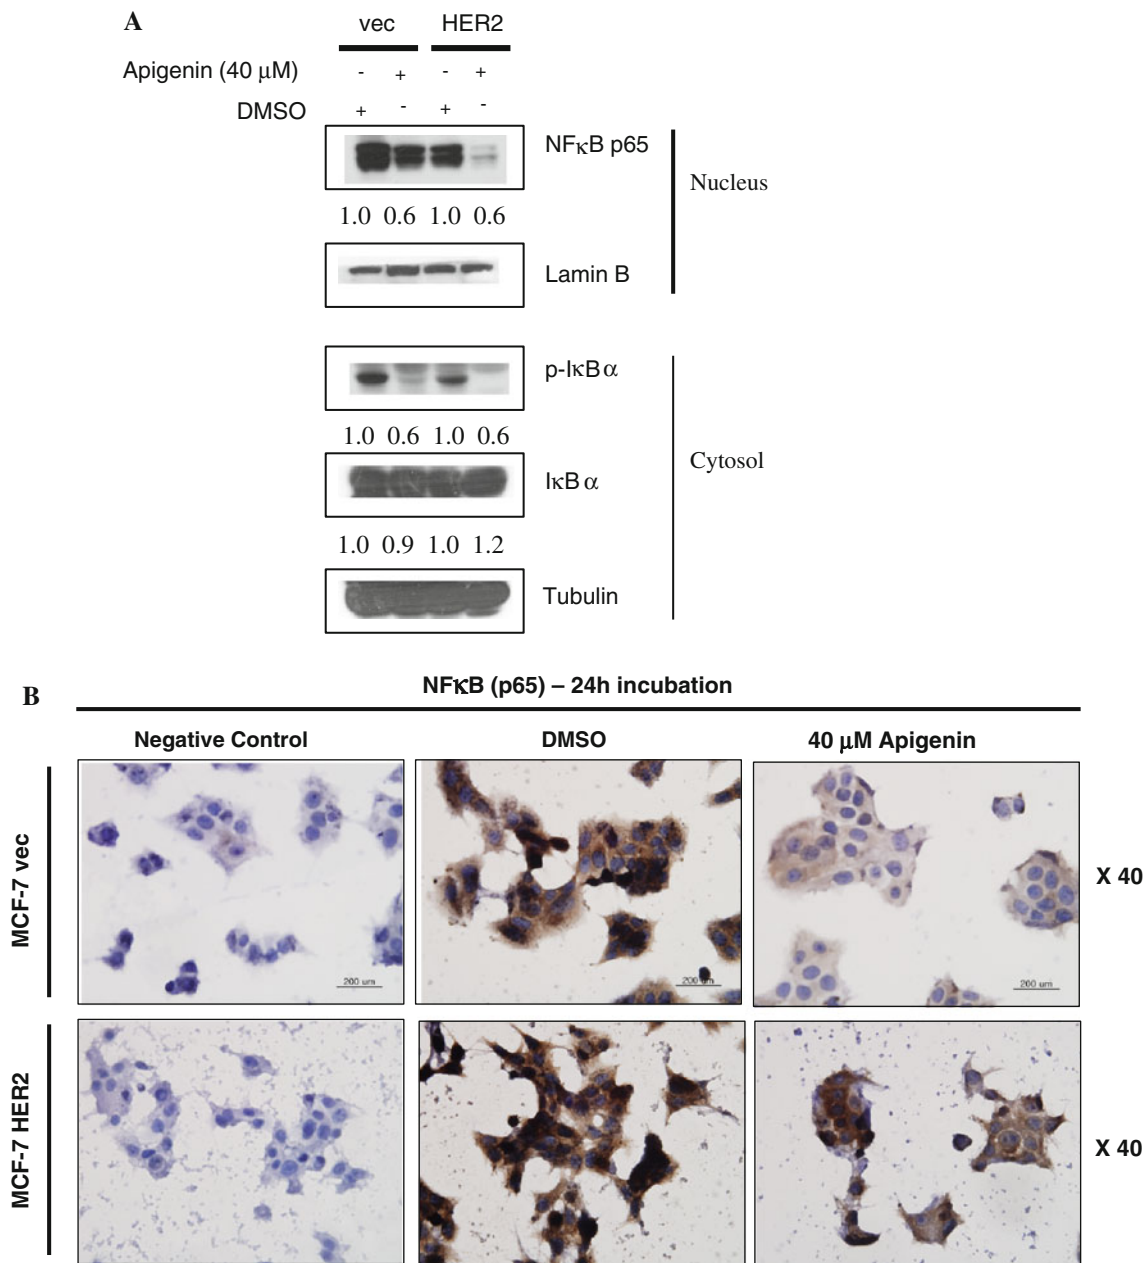 A
vec HER2
Apigenin (40 μM) - + - +
DMSO + - + -
NFκB p65
1.0 0.6 1.0 0.6
Nucleus
Lamin B
p-IκBα
1.0 0.6 1.0 0.6
Cytosol
IκBα
1.0 0.9 1.0 1.2
Tubulin
B
NFκB (p65) – 24h incubation
Negative Control DMSO 40 μM Apigenin
MCF-7 vec
200 um 200 um 200 um
X 40
MCF-7 HER2
X 40